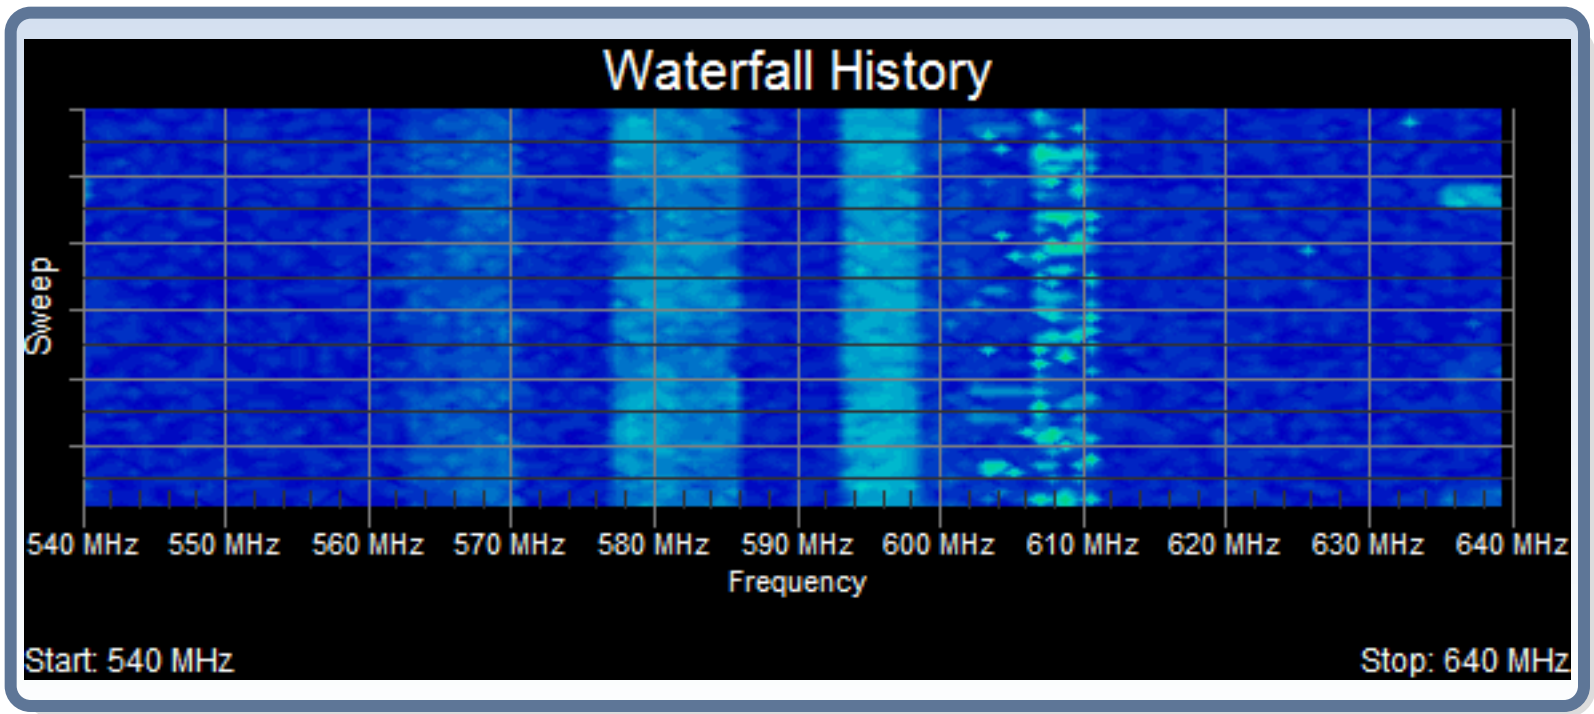 Waterfall History
Sweep
540 MHz 550 MHz 560 MHz 570 MHz 580 MHz 590 MHz 600 MHz 610 MHz 620 MHz 630 MHz 640 MHz
Frequency
Start: 540 MHz Stop: 640 MHz